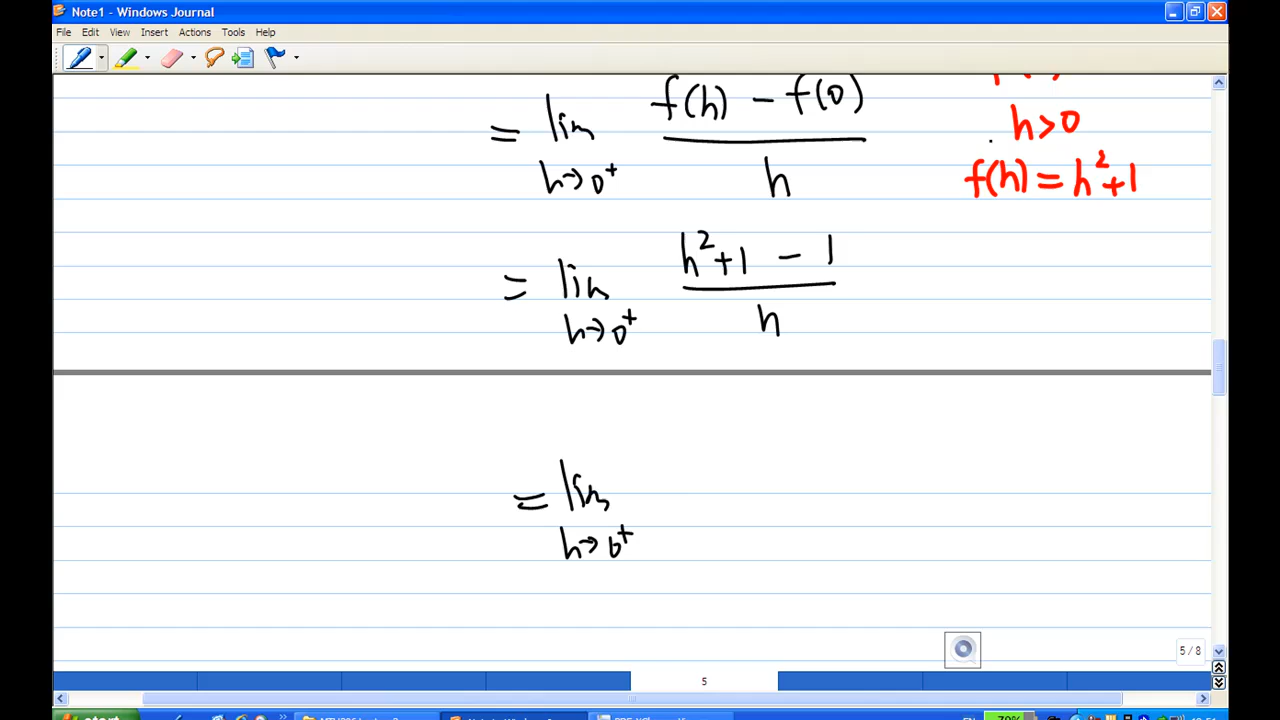 Note1 - Windows Journal
File Edit View Insert Actions Tools Help
= lim f(h) - f(0)
h→0⁺ h
h>0
f(h) = h²+1
= lim h²+1 - 1
h→0⁺ h
= lim
h→0⁺
5 / 8
5